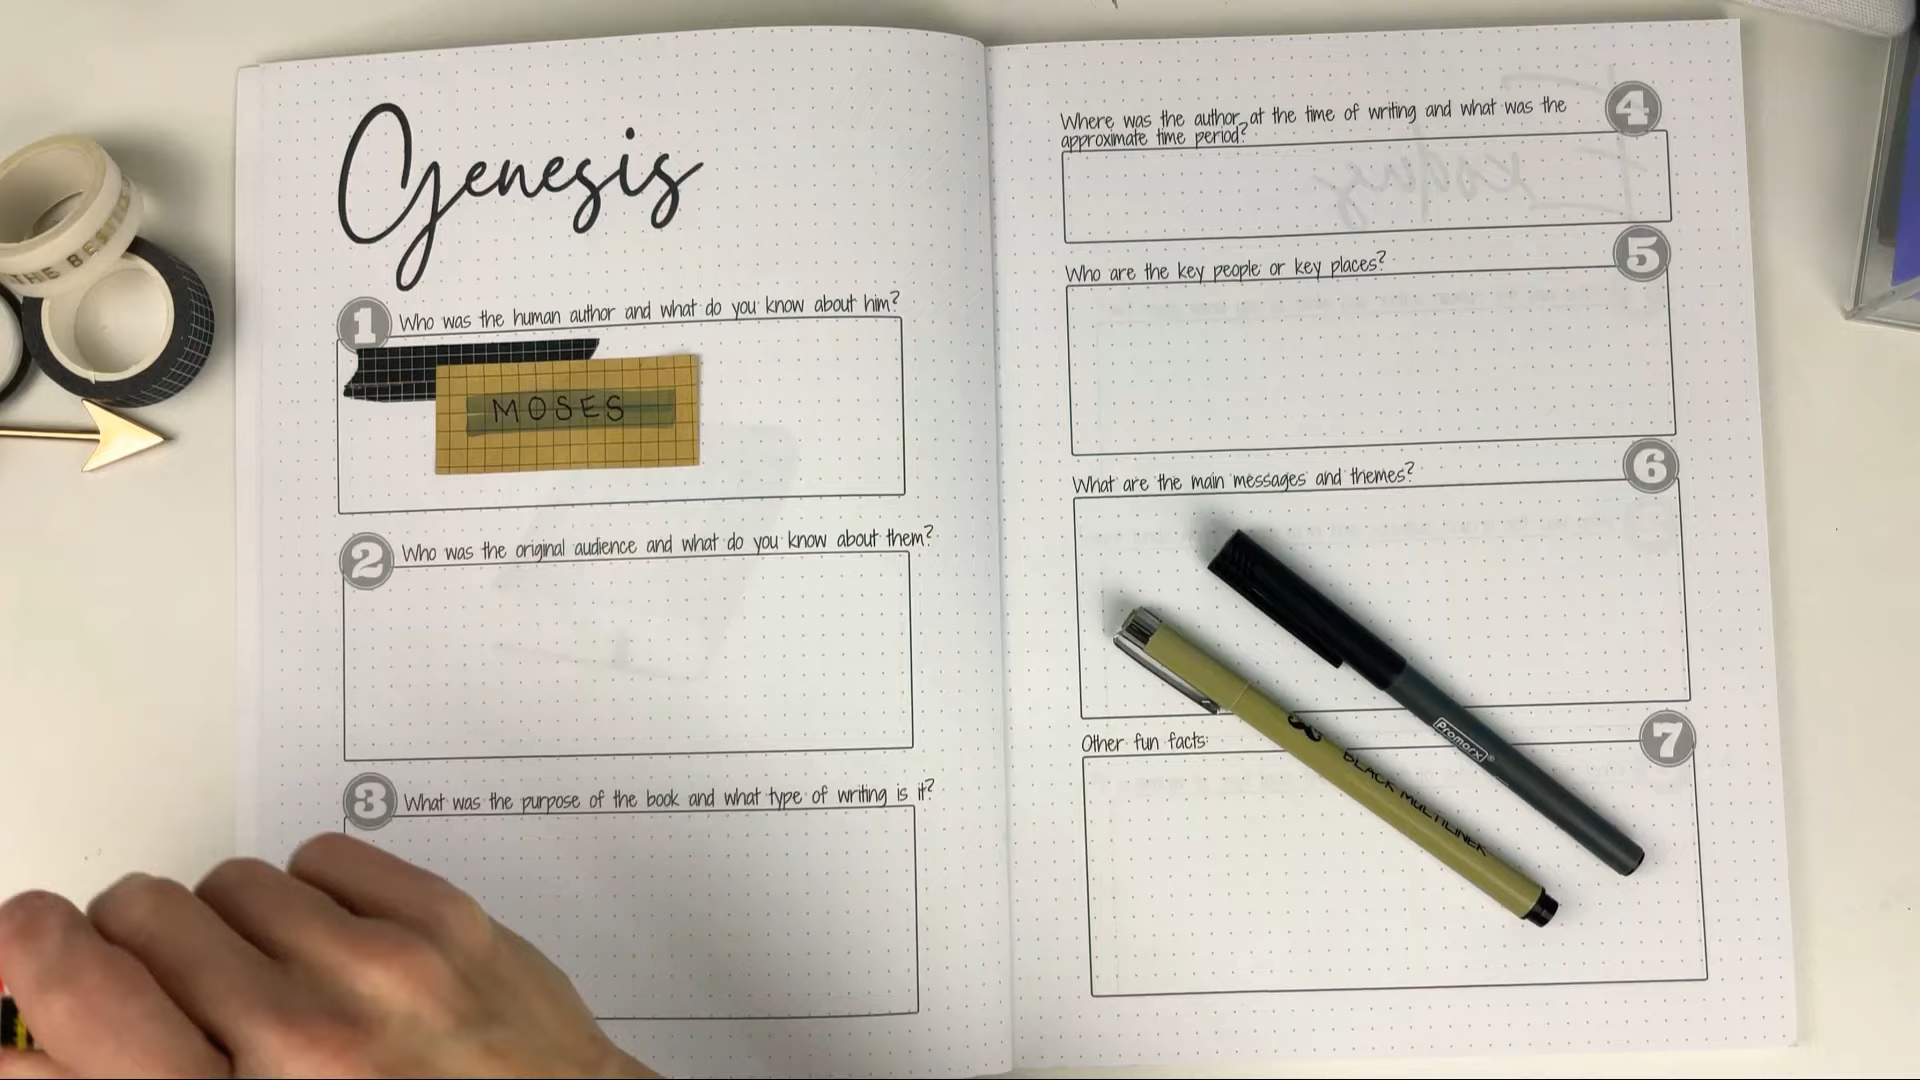 Genesis
1 Who was the human author and what do you know about him?
MOSES
2 Who was the original audience and what do you know about them?
3 What was the purpose of the book and what type of writing is it?
4
Where was the author at the time of writing and what was the
approximate time period?
5
Who are the key people or key places?
6
What are the main messages and themes?
7
Other fun facts:
Promarx®
BLACK MULTILINER
THE BE
Exodus